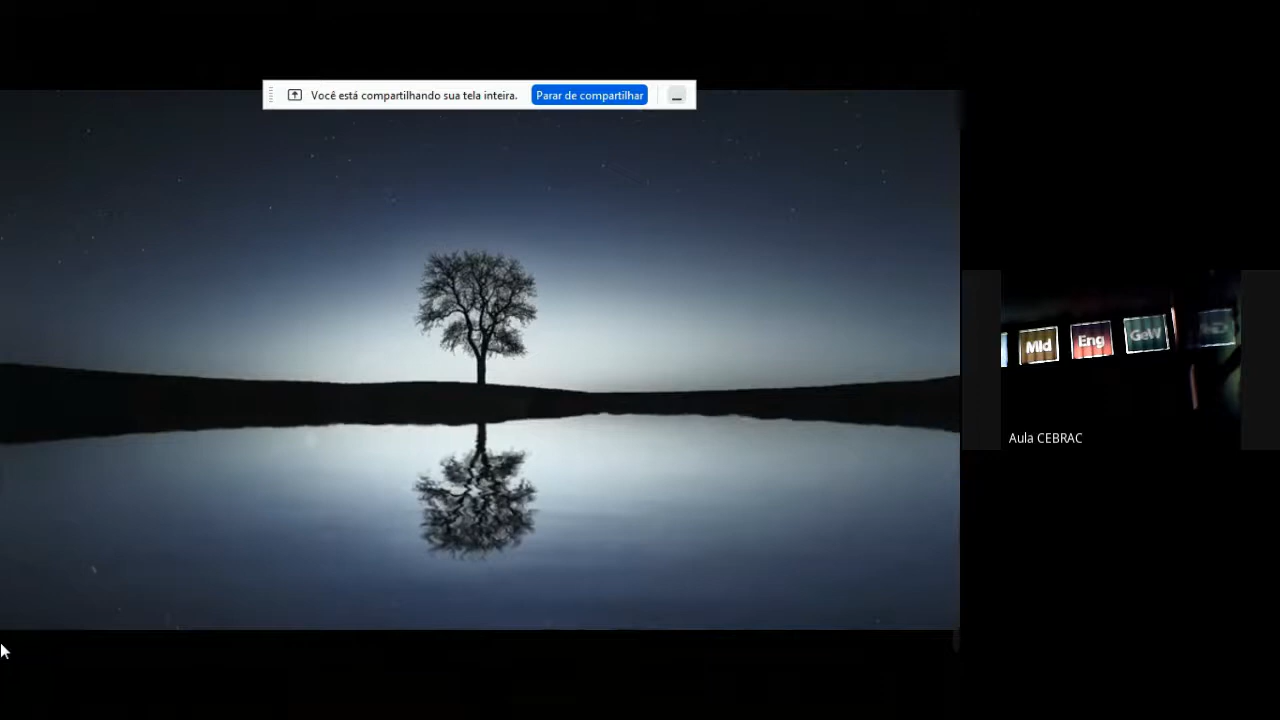 Você está compartilhando sua tela inteira. Parar de compartilhar
Mld Eng GeW
Aula CEBRAC